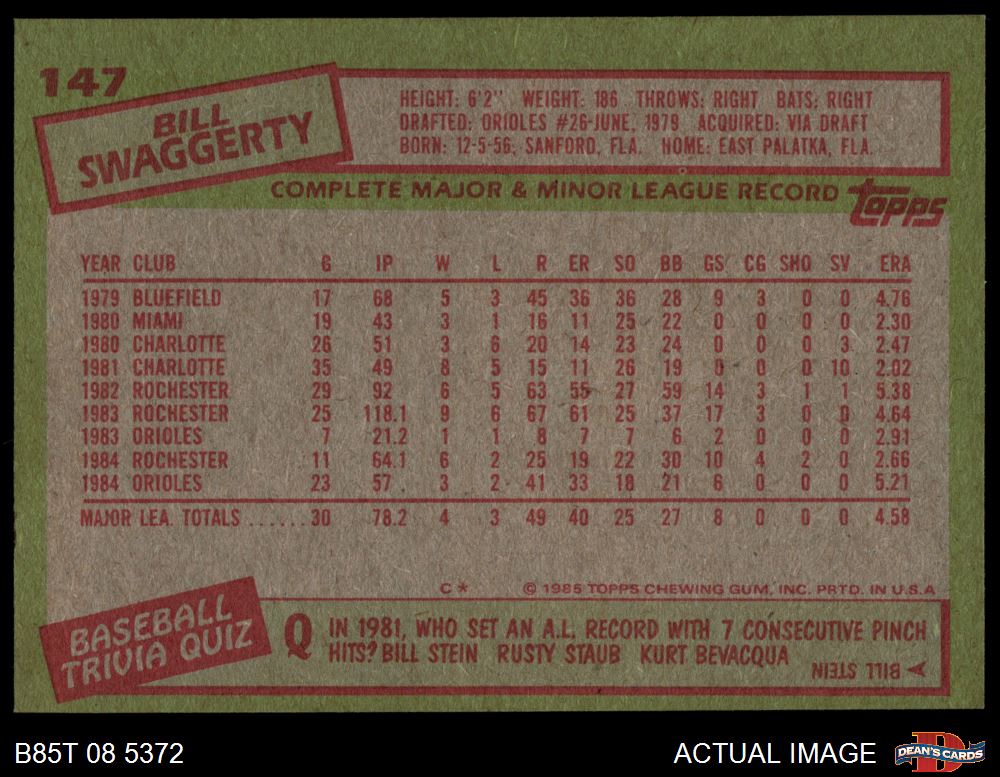 147
BILL
SWAGGERTY
HEIGHT: 6'2" WEIGHT: 186 THROWS: RIGHT BATS: RIGHT
DRAFTED: ORIOLES #26-JUNE, 1979 ACQUIRED: VIA DRAFT
BORN: 12-5-56, SANFORD, FLA. HOME: EAST PALATKA, FLA.
COMPLETE MAJOR & MINOR LEAGUE RECORD
topps
YEAR CLUB G IP W L R ER SO BB GS CG SHO SV ERA
1979 BLUEFIELD 17 68 5 3 45 36 36 28 9 3 0 0 4.76
1980 MIAMI 19 43 3 1 16 11 25 22 0 0 0 0 2.30
1980 CHARLOTTE 26 51 3 6 20 14 23 24 0 0 0 3 2.47
1981 CHARLOTTE 35 49 8 5 15 11 26 19 0 0 0 10 2.02
1982 ROCHESTER 29 92 6 5 63 55 27 59 14 3 1 1 5.38
1983 ROCHESTER 25 118.1 9 6 67 61 25 37 17 3 0 0 4.64
1983 ORIOLES 7 21.2 1 1 8 7 7 6 2 0 0 0 2.91
1984 ROCHESTER 11 64.1 6 2 25 19 22 30 10 4 2 0 2.66
1984 ORIOLES 23 57 3 2 41 33 18 21 6 0 0 0 5.21
MAJOR LEA. TOTALS ...... 30 78.2 4 3 49 40 25 27 8 0 0 0 4.58
C* © 1985 TOPPS CHEWING GUM, INC. PRTD. IN U.S.A.
BASEBALL
TRIVIA QUIZ
Q IN 1981, WHO SET AN A.L. RECORD WITH 7 CONSECUTIVE PINCH
HITS? BILL STEIN RUSTY STAUB KURT BEVACQUA
A BILL STEIN
B85T 08 5372
ACTUAL IMAGE
DEAN'S CARDS